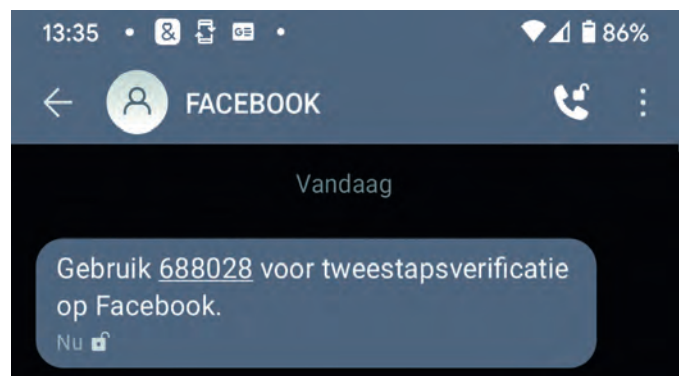 13:35
86%
FACEBOOK
Vandaag
Gebruik 688028 voor tweestapsverificatie
op Facebook.
Nu